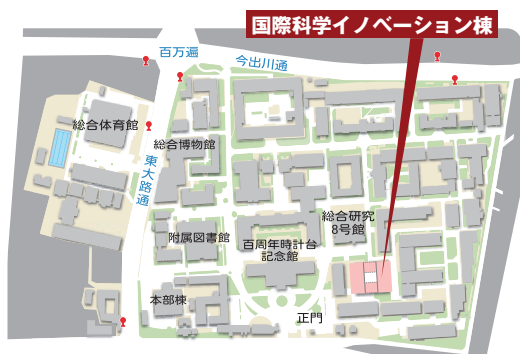 国際科学イノベーション棟
百万遍
今出川通
総合体育館
総合博物館
東大路通
総合研究
8号館
附属図書館
百周年時計台
記念館
本部棟
正門